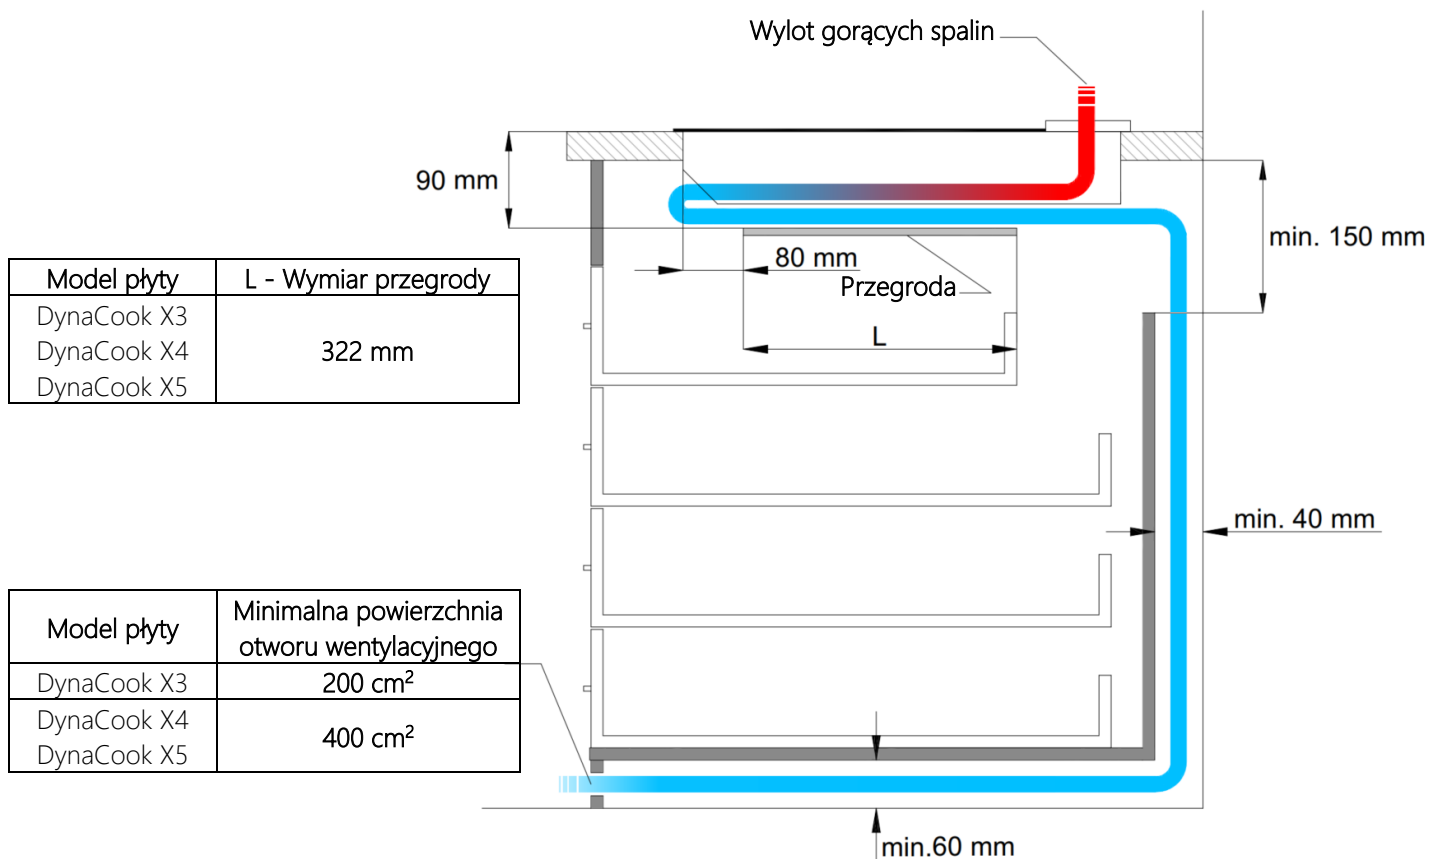 Wylot gorących spalin
90 mm
min. 150 mm
80 mm
Przegroda
L
Model płyty L - Wymiar przegrody
DynaCook X3
DynaCook X4 322 mm
DynaCook X5
min. 40 mm
Model płyty Minimalna powierzchnia
otworu wentylacyjnego
DynaCook X3 200 cm²
DynaCook X4
400 cm²
DynaCook X5
min.60 mm